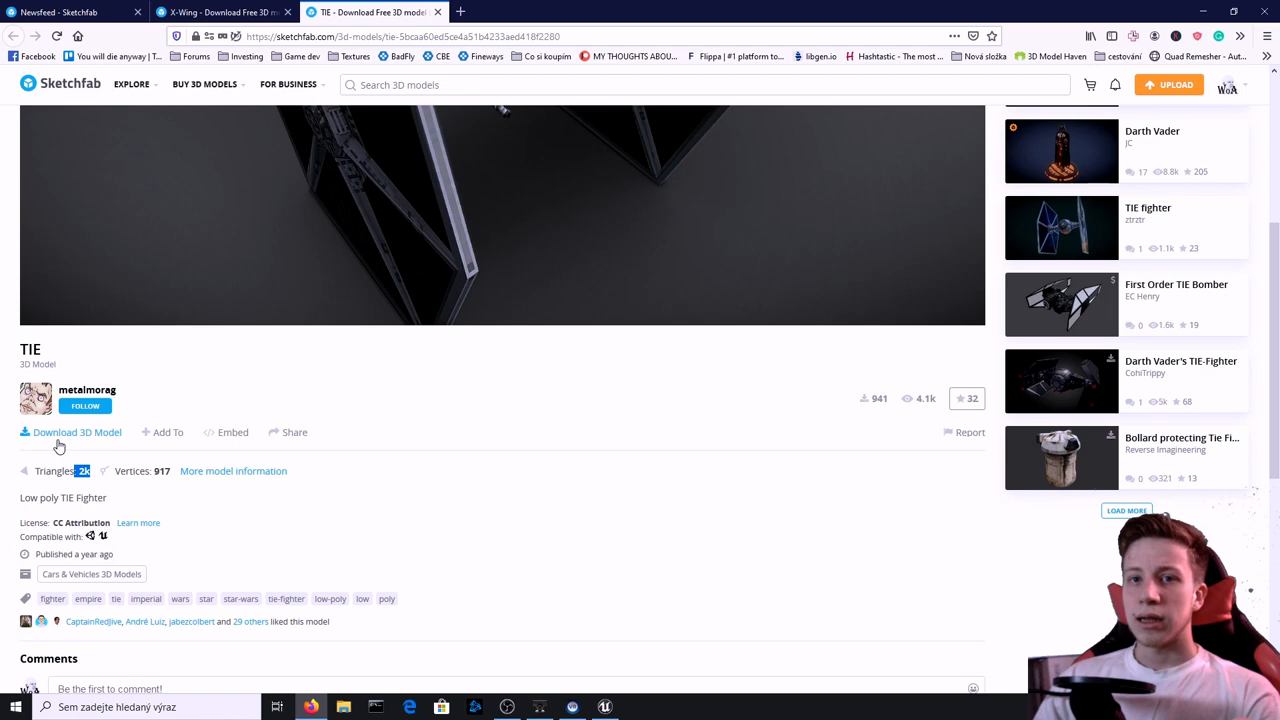 Newsfeed - Sketchfab
X-Wing - Download Free 3D m
TIE - Download Free 3D model
https://sketchfab.com/3d-models/tie-5bcaa60ed5ce4a51b4233aed418f2280
Facebook
You will die anyway | T
Forums
Investing
Game dev
Textures
BadFly
CBE
Fineways
Co si koupím
MY THOUGHTS ABOU...
Flippa | #1 platform to...
libgen.io
Hashtastic - The most ...
Nová složka
3D Model Haven
cestování
Quad Remesher - Aut...
Sketchfab
EXPLORE
BUY 3D MODELS
FOR BUSINESS
Search 3D models
UPLOAD
Darth Vader
JC
17 8.8k 205
TIE fighter
ztrztr
1 1.1k 23
First Order TIE Bomber
EC Henry
0 1.6k 19
Darth Vader's TIE-Fighter
CohiTrippy
1 5k 68
Bollard protecting Tie Fi...
Reverse Imagineering
0 321 13
LOAD MORE
TIE
3D Model
metalmorag
FOLLOW
941 4.1k 32
Download 3D Model
Add To
Embed
Share
Report
Triangles: 2k
Vertices: 917
More model information
Low poly TIE Fighter
License: CC Attribution Learn more
Compatible with:
Published a year ago
Cars & Vehicles 3D Models
fighter empire tie imperial wars star star-wars tie-fighter low-poly low poly
CaptainRedJive, André Luiz, jabezcolbert and 29 others liked this model
Comments
Be the first to comment!
Sem zadejte hledaný výraz